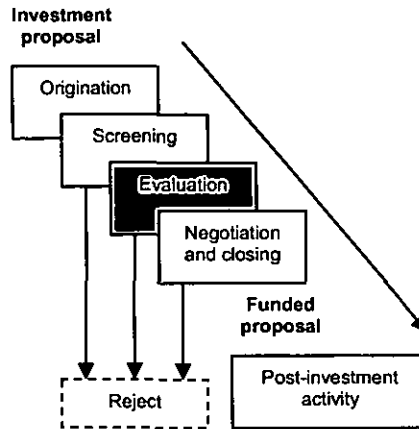 Investment
proposal
Origination
Screening
Evaluation
Negotiation
and closing
Funded
proposal
Post-investment
activity
Reject